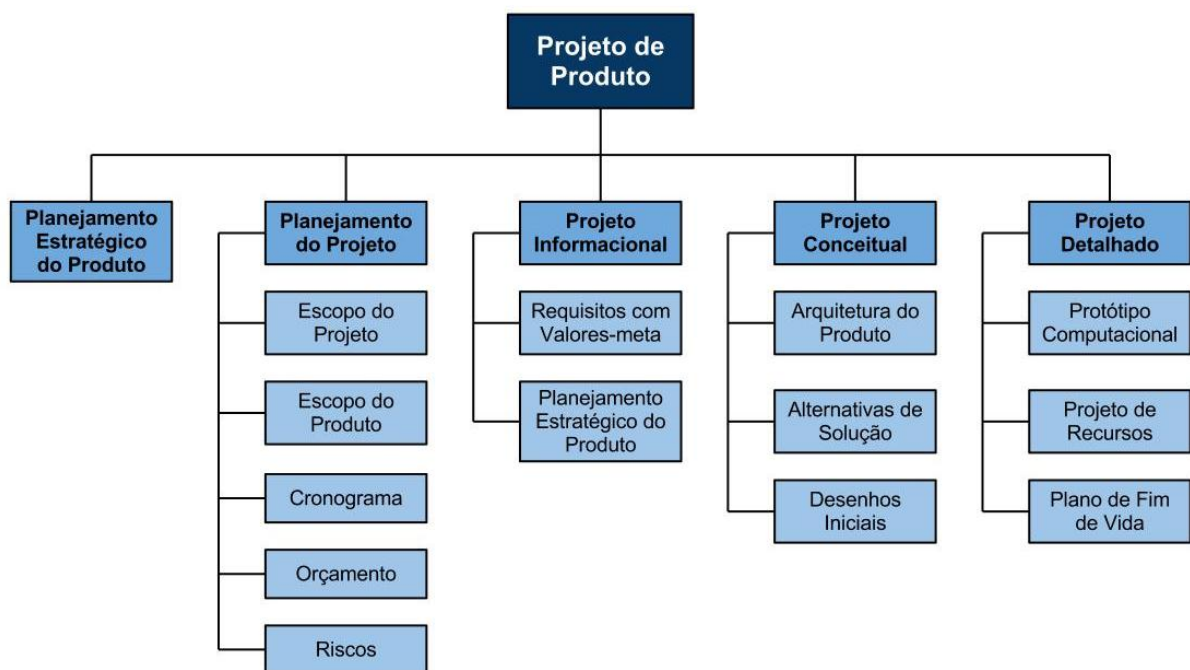 Projeto de
Produto
Planejamento
Estratégico
do Produto
Planejamento
do Projeto
Escopo do
Projeto
Escopo do
Produto
Cronograma
Orçamento
Riscos
Projeto
Informacional
Requisitos com
Valores-meta
Planejamento
Estratégico do
Produto
Projeto
Conceitual
Arquitetura do
Produto
Alternativas de
Solução
Desenhos
Iniciais
Projeto
Detalhado
Protótipo
Computacional
Projeto de
Recursos
Plano de Fim
de Vida